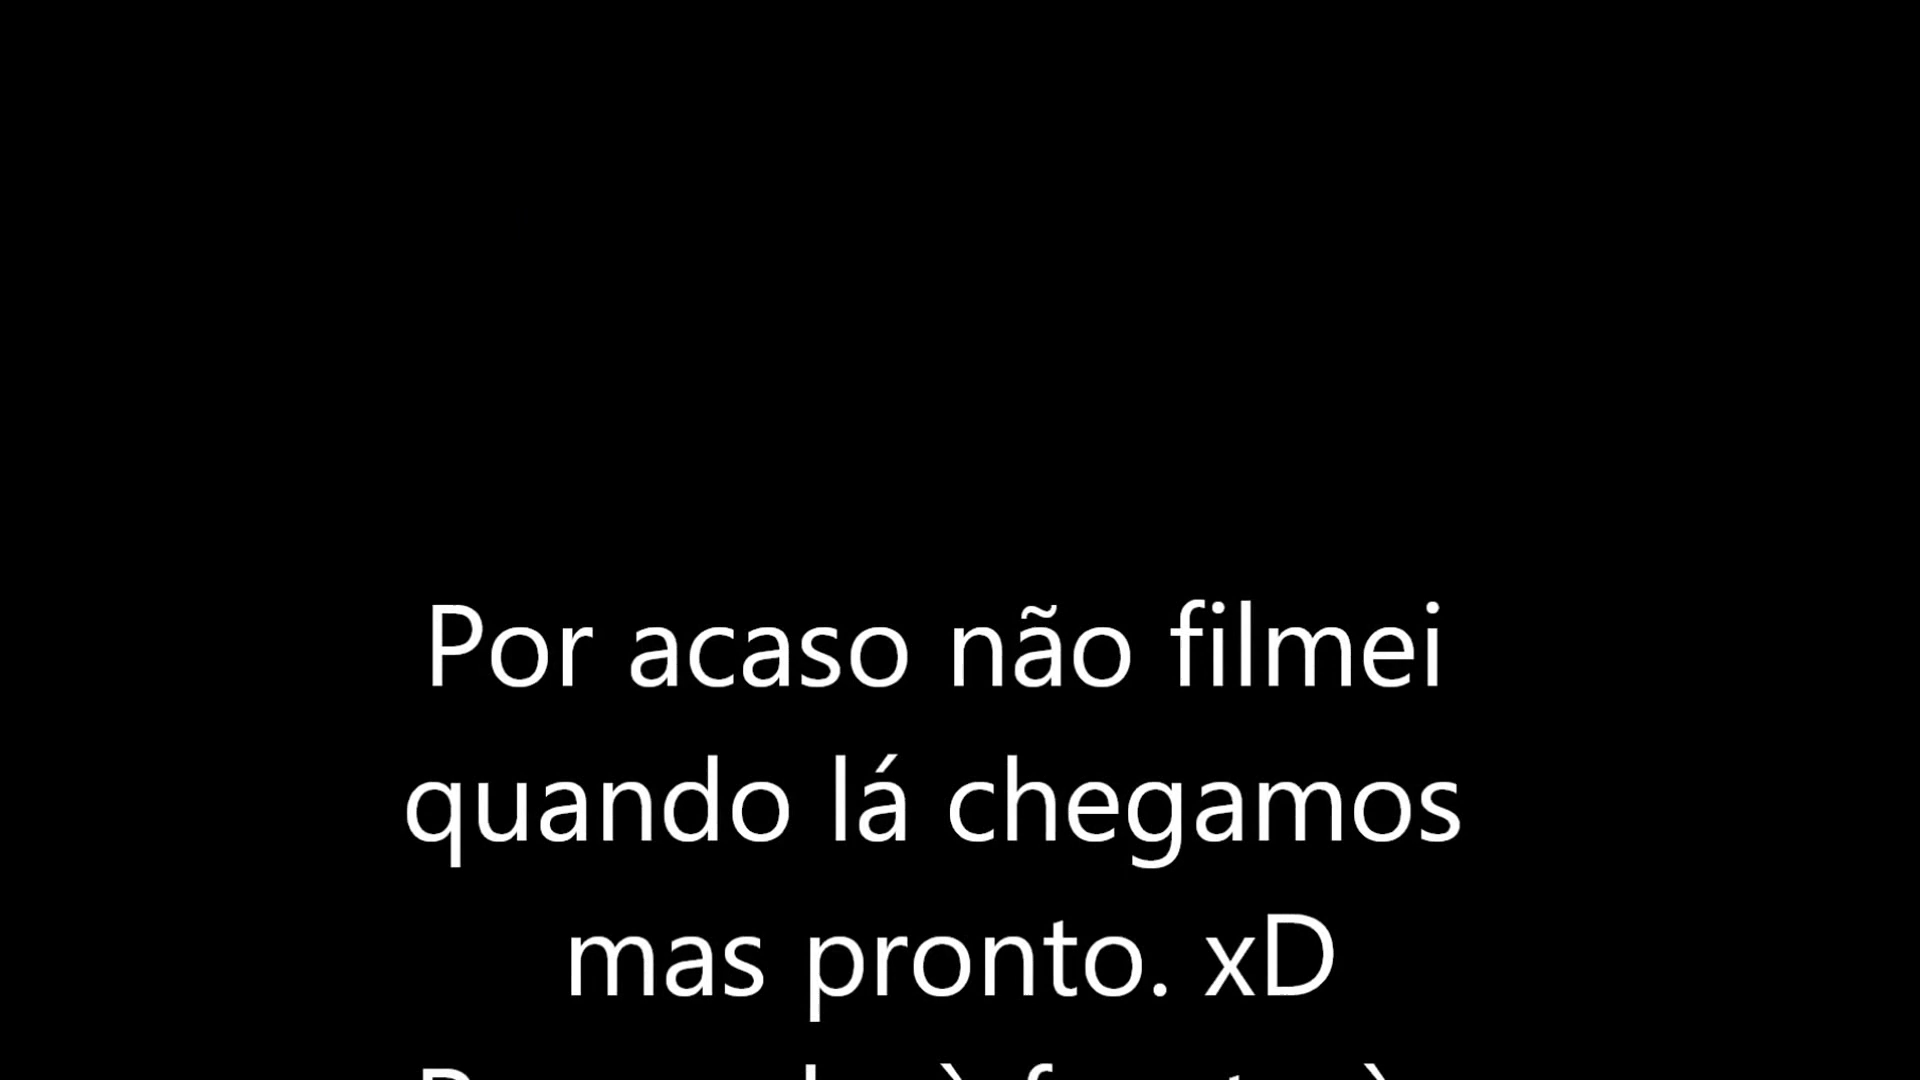 Por acaso não filmei
quando lá chegamos
mas pronto. xD